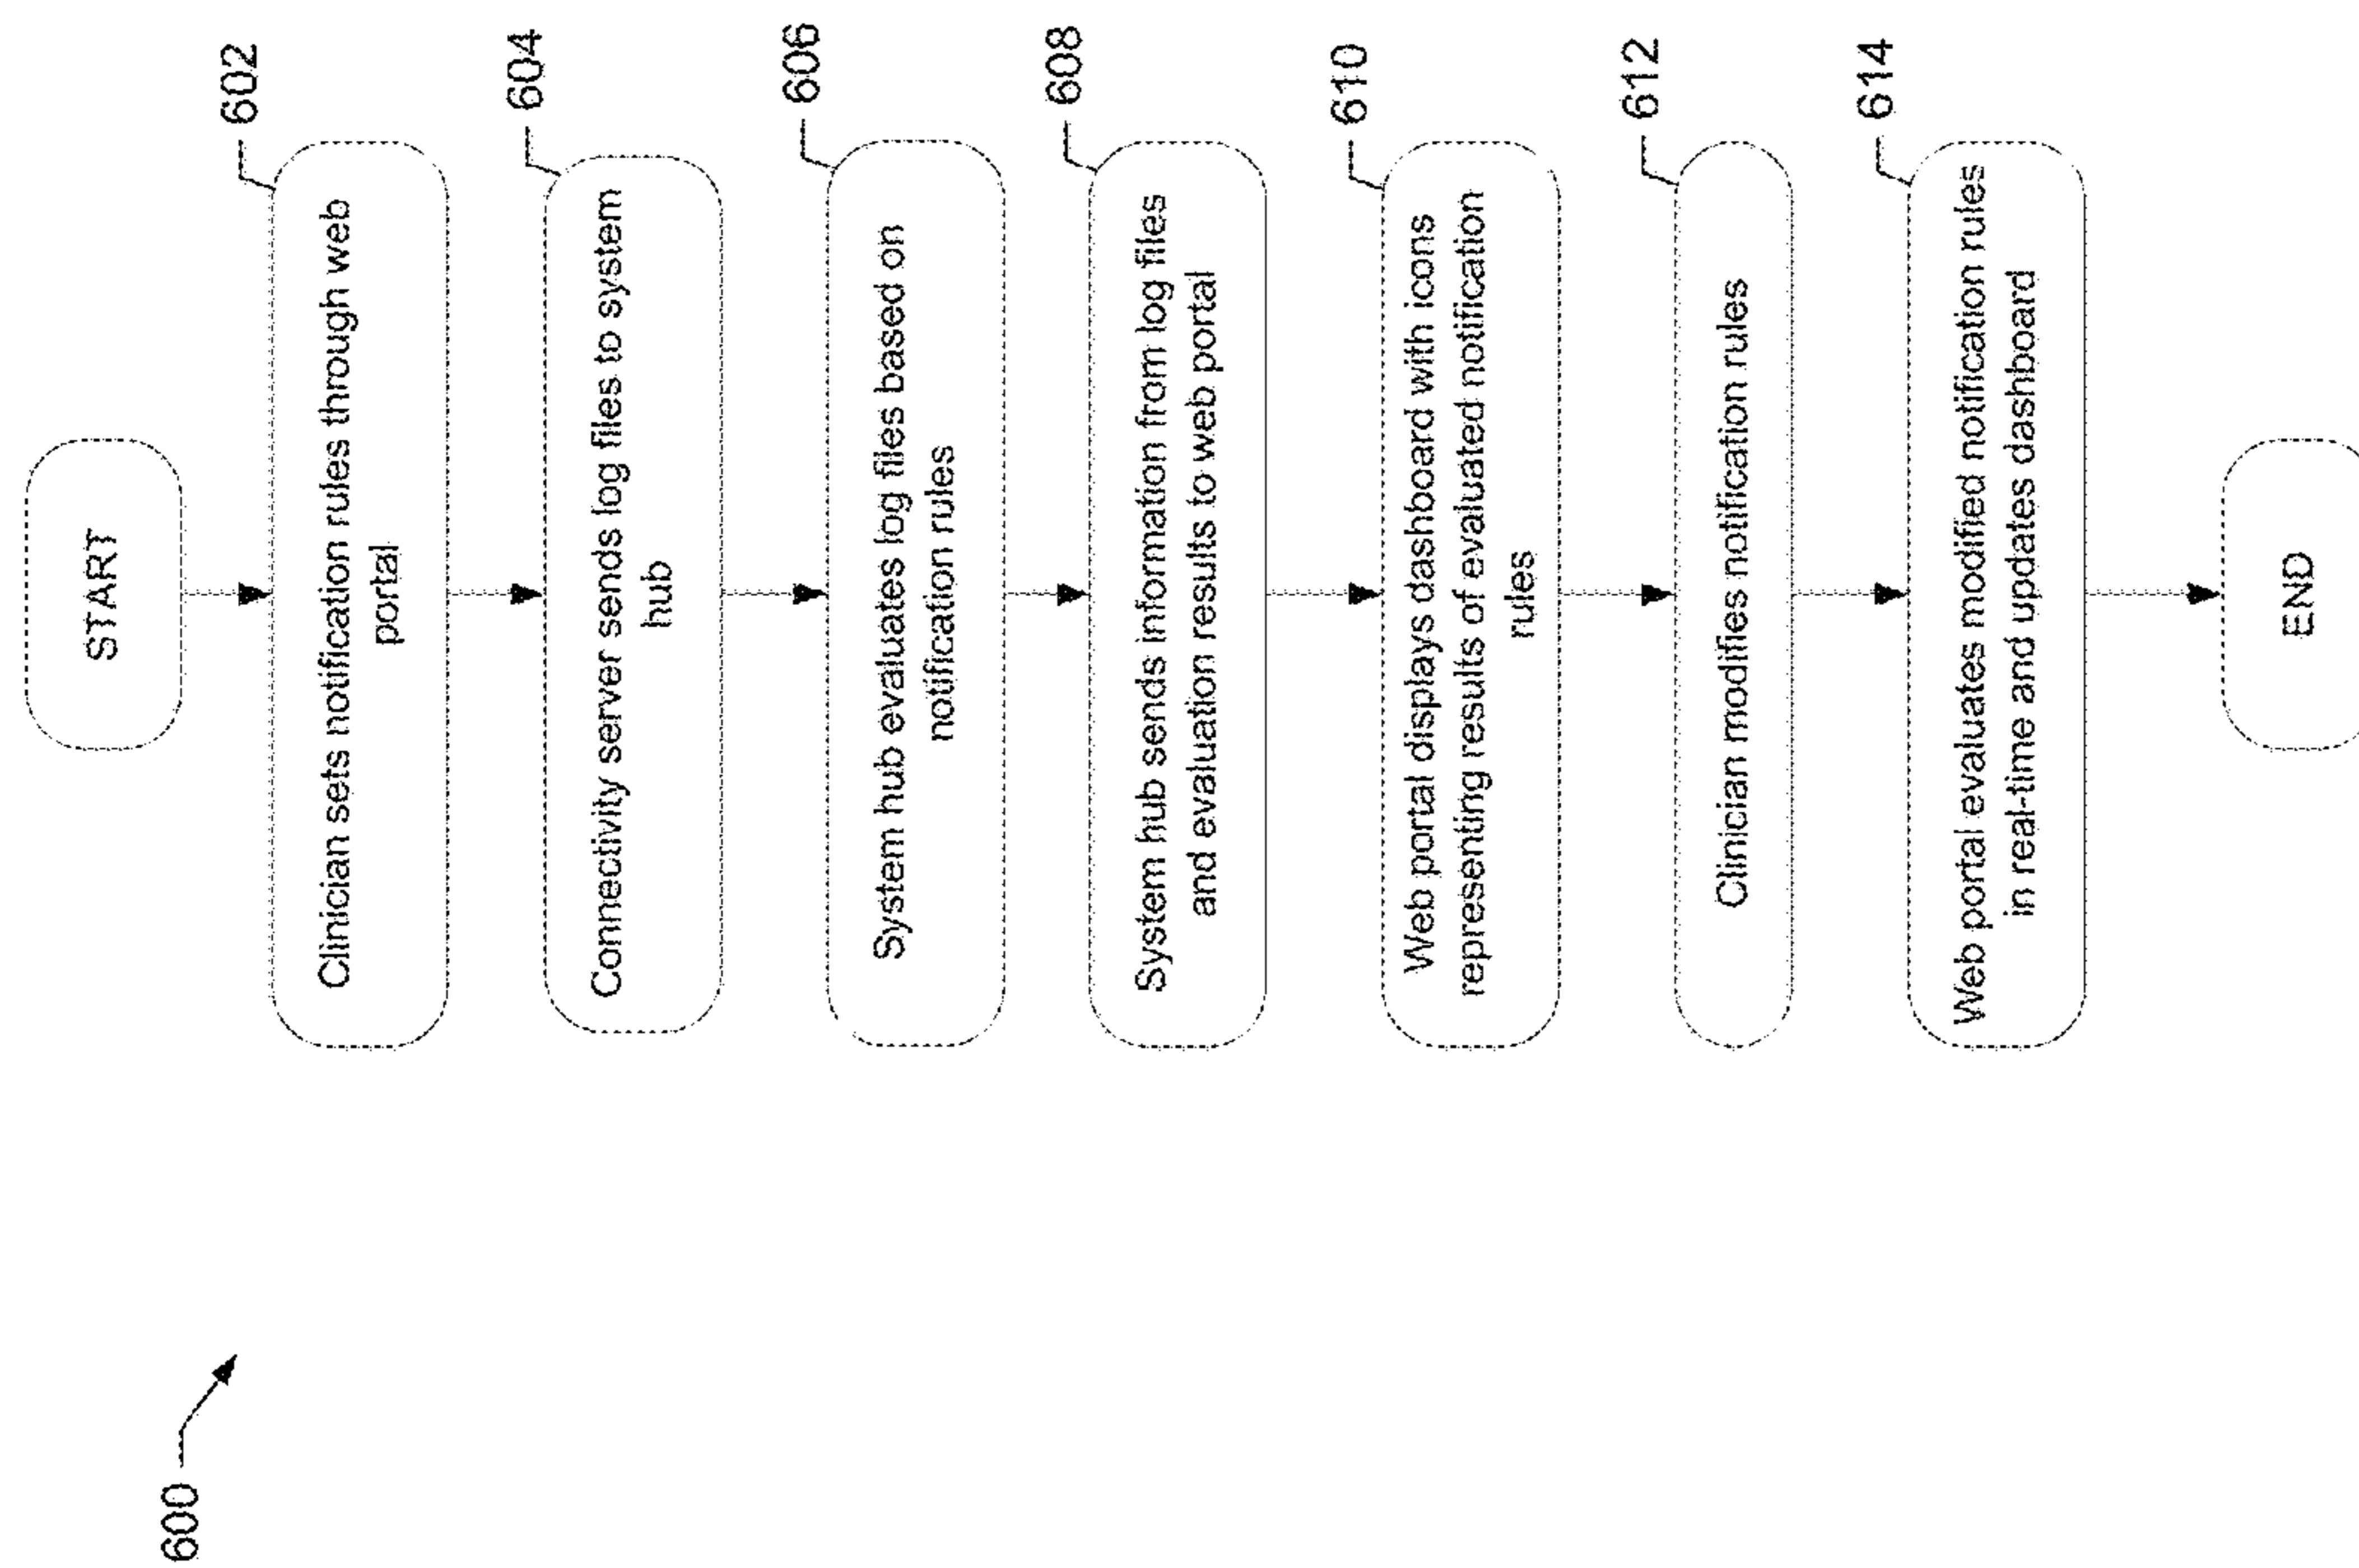 600
START
602
Clinician sets notification rules through web
portal
604
Connectivity server sends log files to system
hub
606
System hub evaluates log files based on
notification rules
608
System hub sends information from log files
and evaluation results to web portal
610
Web portal displays dashboard with icons
representing results of evaluated notification
rules
612
Clinician modifies notification rules
614
Web portal evaluates modified notification rules
in real-time and updates dashboard
END